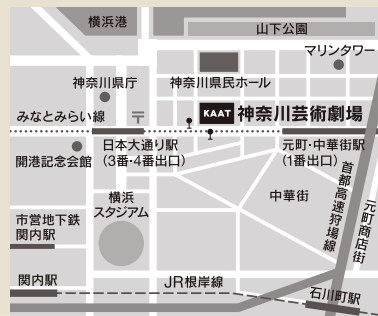 横浜港
山下公園
マリンタワー
神奈川県庁
神奈川県民ホール
みなとみらい線
〒
KAAT 神奈川芸術劇場
開港記念会館
日本大通り駅
(3番・4番出口)
元町・中華街駅
(1番出口)
首都高速狩場線
元町商店街
中華街
横浜
スタジアム
市営地下鉄
関内駅
関内駅
JR根岸線
石川町駅